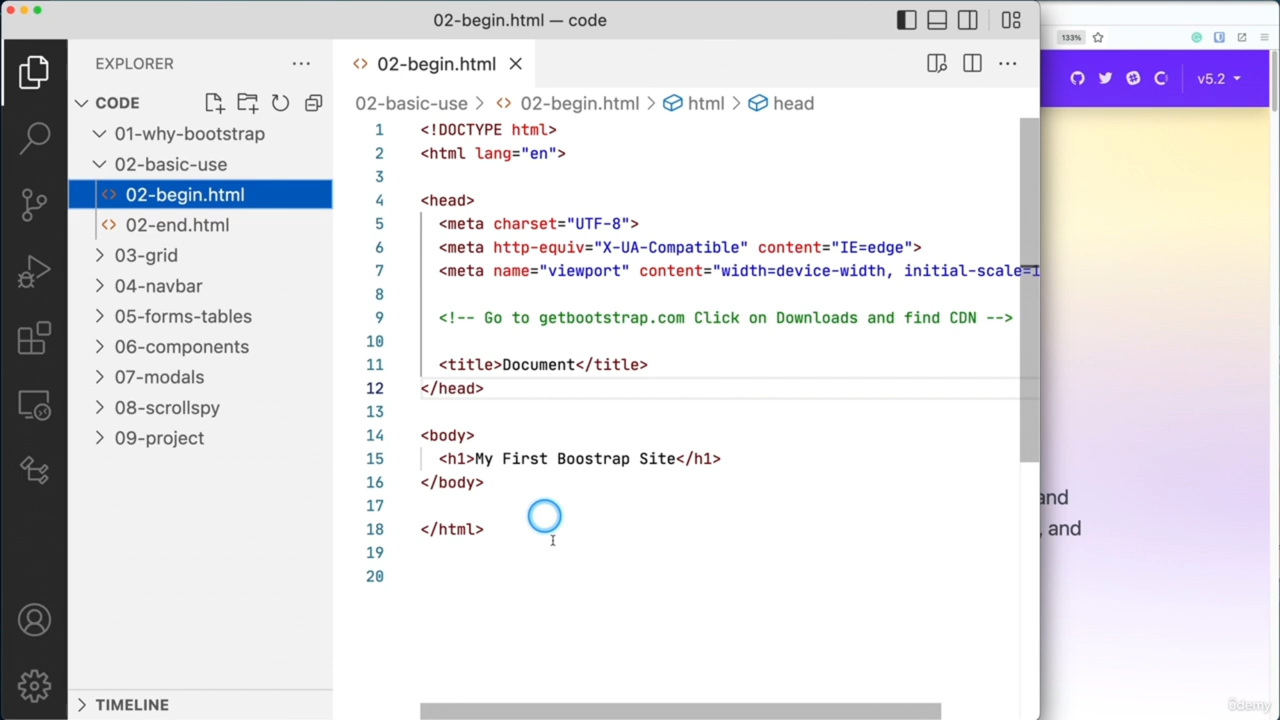 02-begin.html — code
133%
EXPLORER
02-begin.html
v5.2
CODE
02-basic-use > 02-begin.html > html > head
01-why-bootstrap
02-basic-use
02-begin.html
02-end.html
03-grid
04-navbar
05-forms-tables
06-components
07-modals
08-scrollspy
09-project
TIMELINE
1 <!DOCTYPE html>
2 <html lang="en">
3
4 <head>
5 <meta charset="UTF-8">
6 <meta http-equiv="X-UA-Compatible" content="IE=edge">
7 <meta name="viewport" content="width=device-width, initial-scale=1
8
9 <!-- Go to getbootstrap.com Click on Downloads and find CDN -->
10
11 <title>Document</title>
12 </head>
13
14 <body>
15 <h1>My First Boostrap Site</h1>
16 </body>
17
18 </html>
19
20
and
, and
ûdemy